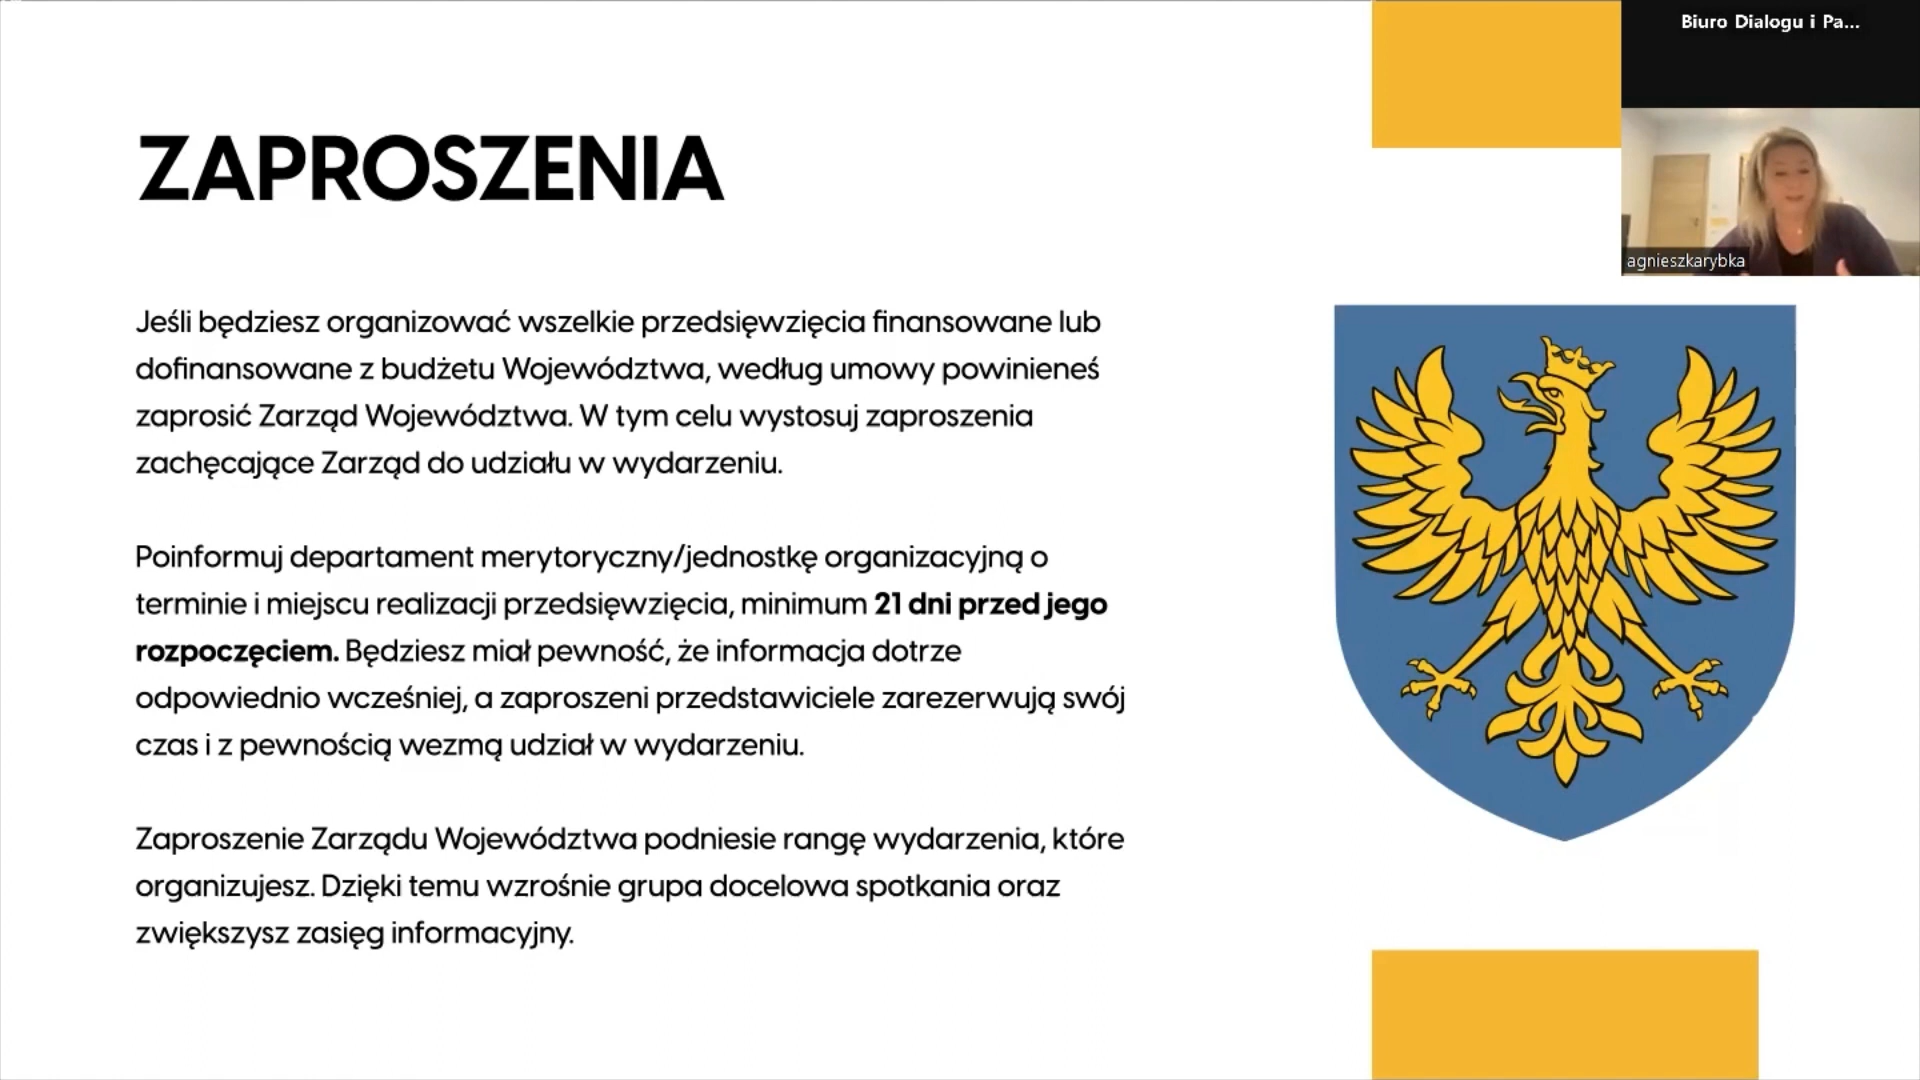 Biuro Dialogu i Pa...
agnieszkarybka
ZAPROSZENIA
Jeśli będziesz organizować wszelkie przedsięwzięcia finansowane lub
dofinansowane z budżetu Województwa, według umowy powinieneś
zaprosić Zarząd Województwa. W tym celu wystosuj zaproszenia
zachęcające Zarząd do udziału w wydarzeniu.
Poinformuj departament merytoryczny/jednostkę organizacyjną o
terminie i miejscu realizacji przedsięwzięcia, minimum 21 dni przed jego
rozpoczęciem. Będziesz miał pewność, że informacja dotrze
odpowiednio wcześniej, a zaproszeni przedstawiciele zarezerwują swój
czas i z pewnością wezmą udział w wydarzeniu.
Zaproszenie Zarządu Województwa podniesie rangę wydarzenia, które
organizujesz. Dzięki temu wzrośnie grupa docelowa spotkania oraz
zwiększysz zasięg informacyjny.